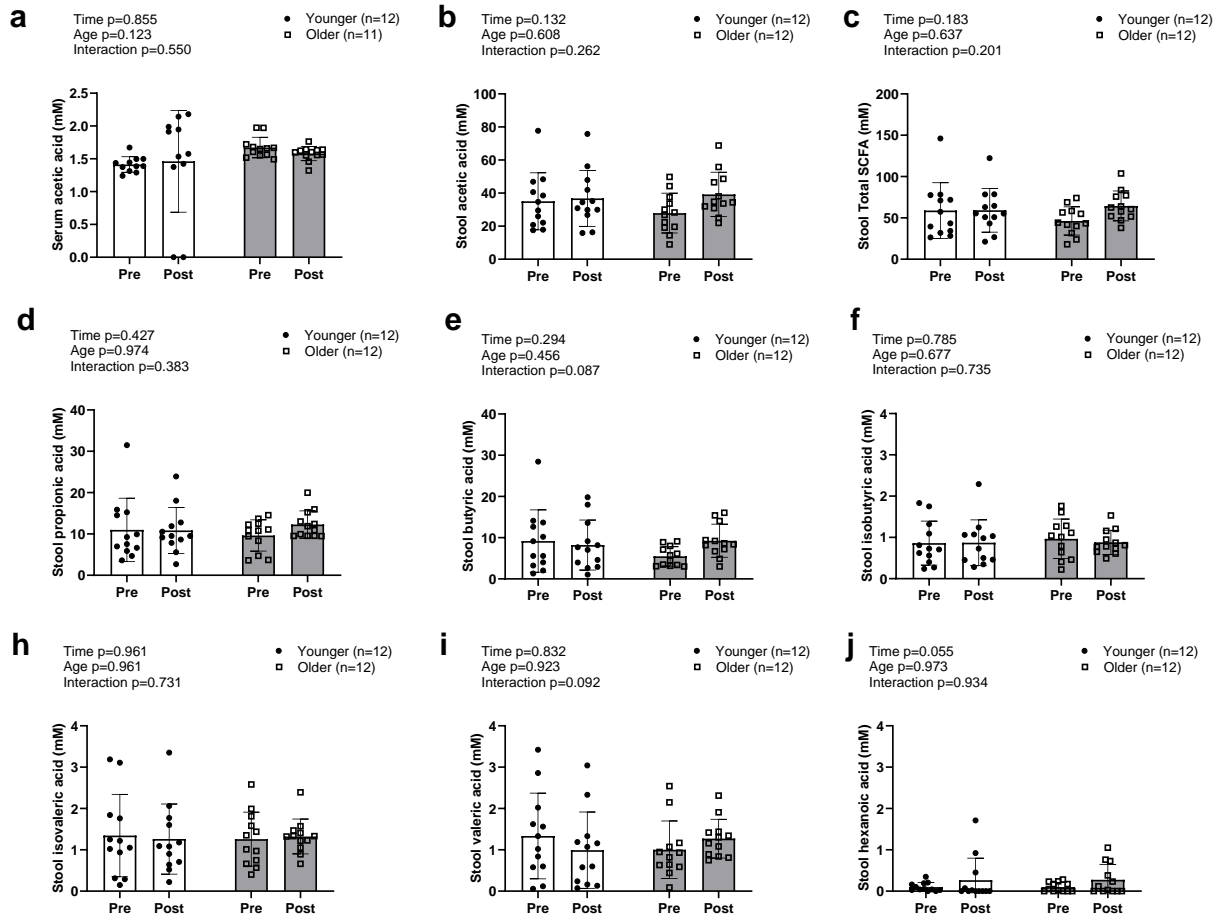 a
Time p=0.855
Age p=0.123
Interaction p=0.550
Younger (n=12)
Older (n=11)
Serum acetic acid (mM)
2.5
2.0
1.5
1.0
0.5
0.0
Pre Post Pre Post
b
Time p=0.132
Age p=0.608
Interaction p=0.262
Younger (n=12)
Older (n=12)
Stool acetic acid (mM)
100
80
60
40
20
0
Pre Post Pre Post
c
Time p=0.183
Age p=0.637
Interaction p=0.201
Younger (n=12)
Older (n=12)
Stool Total SCFA (mM)
200
150
100
50
0
Pre Post Pre Post
d
Time p=0.427
Age p=0.974
Interaction p=0.383
Younger (n=12)
Older (n=12)
Stool propionic acid (mM)
40
30
20
10
0
Pre Post Pre Post
e
Time p=0.294
Age p=0.456
Interaction p=0.087
Younger (n=12)
Older (n=12)
Stool butyric acid (mM)
40
30
20
10
0
Pre Post Pre Post
f
Time p=0.785
Age p=0.677
Interaction p=0.735
Younger (n=12)
Older (n=12)
Stool isobutyric acid (mM)
4
3
2
1
0
Pre Post Pre Post
h
Time p=0.961
Age p=0.961
Interaction p=0.731
Younger (n=12)
Older (n=12)
Stool isovaleric acid (mM)
4
3
2
1
0
Pre Post Pre Post
i
Time p=0.832
Age p=0.923
Interaction p=0.092
Younger (n=12)
Older (n=12)
Stool valeric acid (mM)
4
3
2
1
0
Pre Post Pre Post
j
Time p=0.055
Age p=0.973
Interaction p=0.934
Younger (n=12)
Older (n=12)
Stool hexanoic acid (mM)
4
3
2
1
0
Pre Post Pre Post